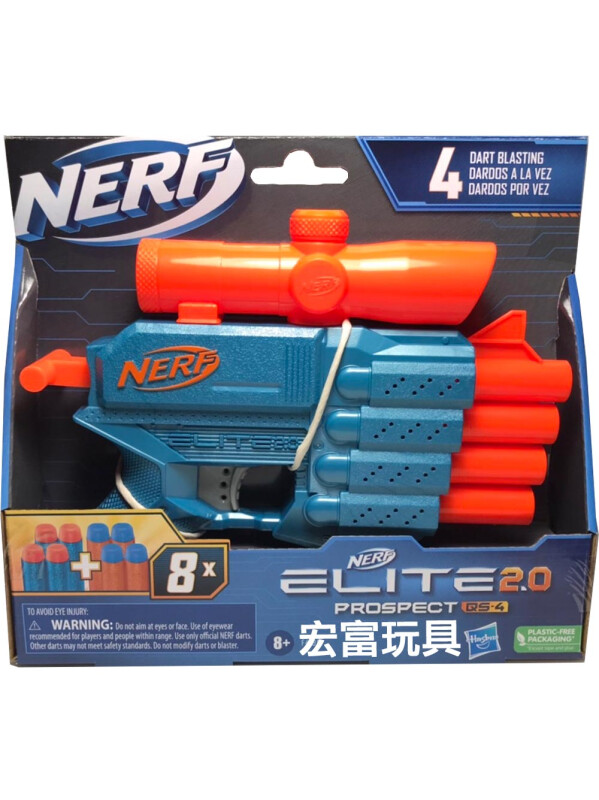 NERF
4
DART BLASTING
DARDOS A LA VEZ
DARDOS POR VEZ
NERF
NERF
ELITE 2.0
8x
NERF
ELITE 2.0
PROSPECT QS-4
TO AVOID EYE INJURY:
WARNING: Do not aim at eyes or face. Use of eyewear
recommended for players and people within range. Use only official NERF darts.
Other darts may not meet safety standards. Do not modify darts or blaster.
8+
宏富玩具
Hasbro
PLASTIC-FREE
PACKAGING*